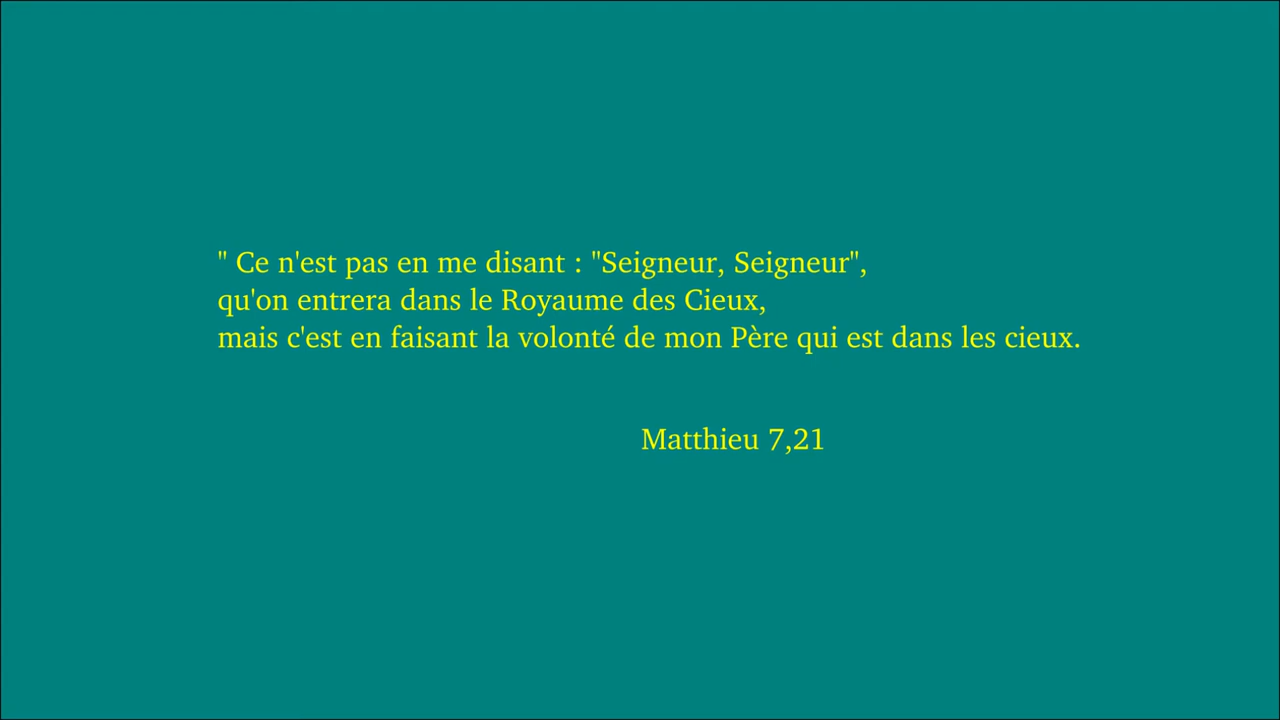 " Ce n'est pas en me disant : "Seigneur, Seigneur",
qu'on entrera dans le Royaume des Cieux,
mais c'est en faisant la volonté de mon Père qui est dans les cieux.
Matthieu 7,21